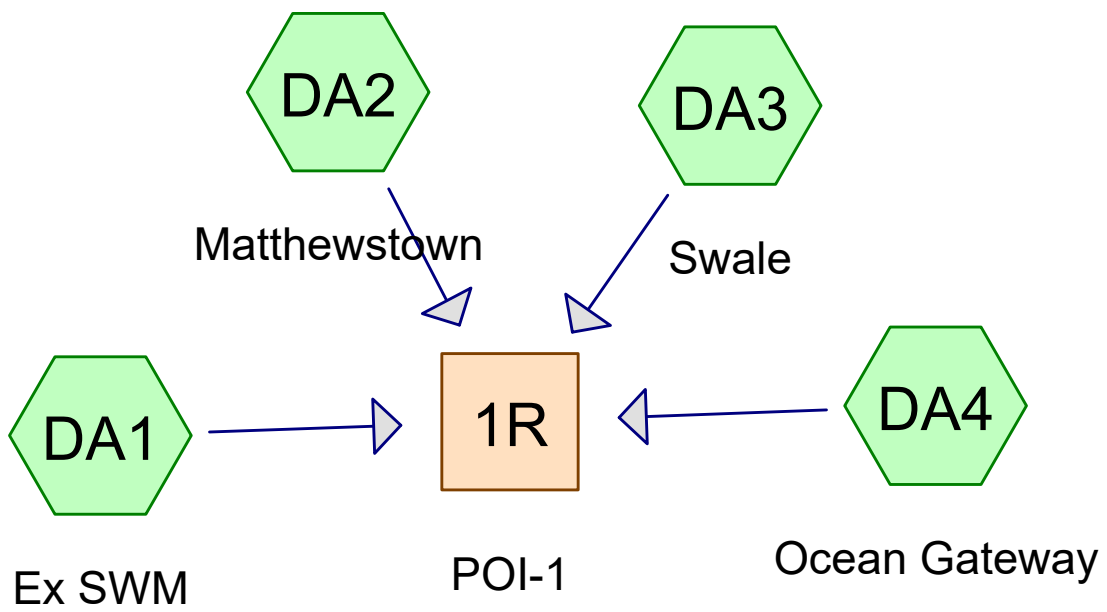 DA2
DA3
Matthewstown
Swale
DA1
1R
DA4
Ex SWM
POI-1
Ocean Gateway